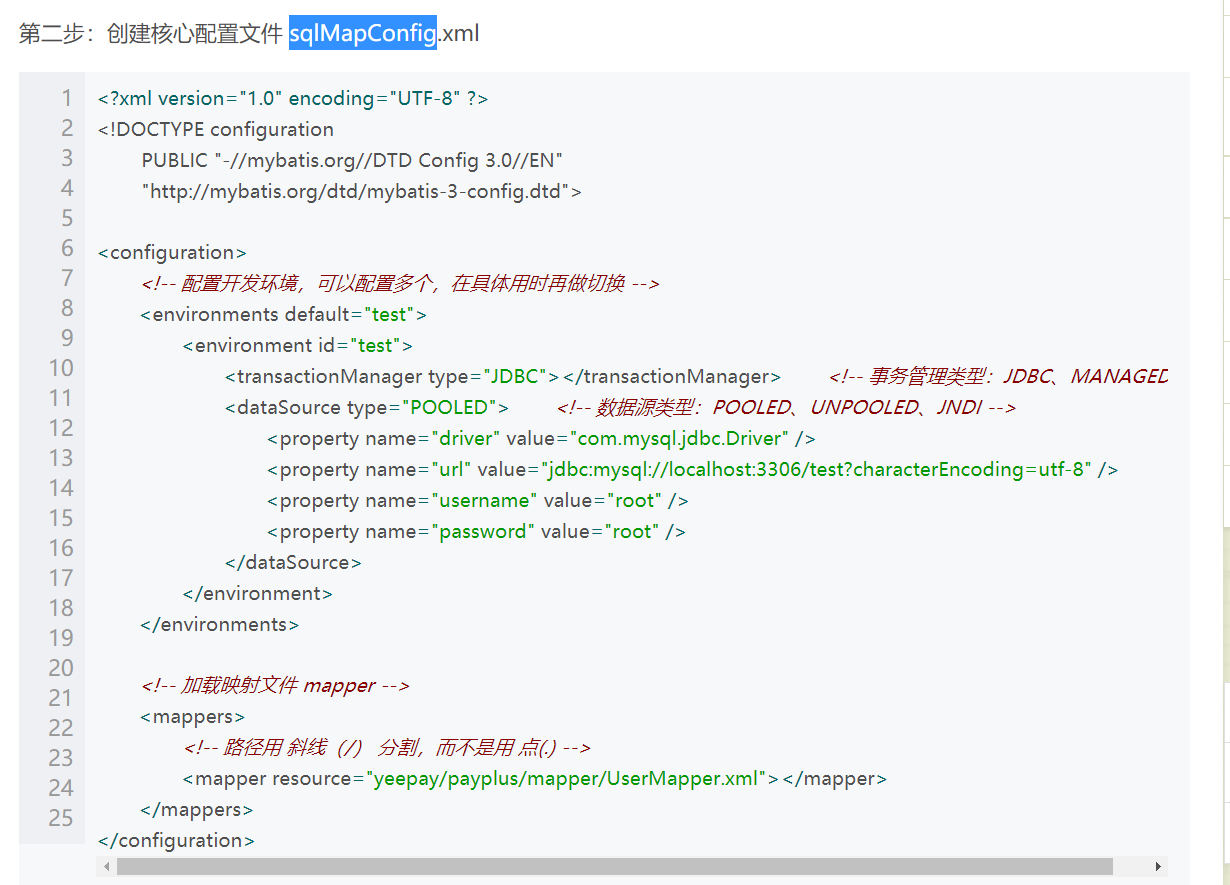 第二步：创建核心配置文件 sqlMapConfig.xml
1 <?xml version="1.0" encoding="UTF-8" ?>
2 <!DOCTYPE configuration
3 PUBLIC "-//mybatis.org//DTD Config 3.0//EN"
4 "http://mybatis.org/dtd/mybatis-3-config.dtd">
5
6 <configuration>
7 <!-- 配置开发环境，可以配置多个，在具体用时再做切换 -->
8 <environments default="test">
9 <environment id="test">
10 <transactionManager type="JDBC"></transactionManager> <!-- 事务管理类型：JDBC、MANAGED
11 <dataSource type="POOLED"> <!-- 数据源类型：POOLED、UNPOOLED、JNDI -->
12 <property name="driver" value="com.mysql.jdbc.Driver" />
13 <property name="url" value="jdbc:mysql://localhost:3306/test?characterEncoding=utf-8" />
14 <property name="username" value="root" />
15 <property name="password" value="root" />
16 </dataSource>
17 </environment>
18 </environments>
19
20 <!-- 加载映射文件 mapper -->
21 <mappers>
22 <!-- 路径用 斜线（/） 分割，而不是用 点(.) -->
23 <mapper resource="yeepay/payplus/mapper/UserMapper.xml"></mapper>
24 </mappers>
25 </configuration>